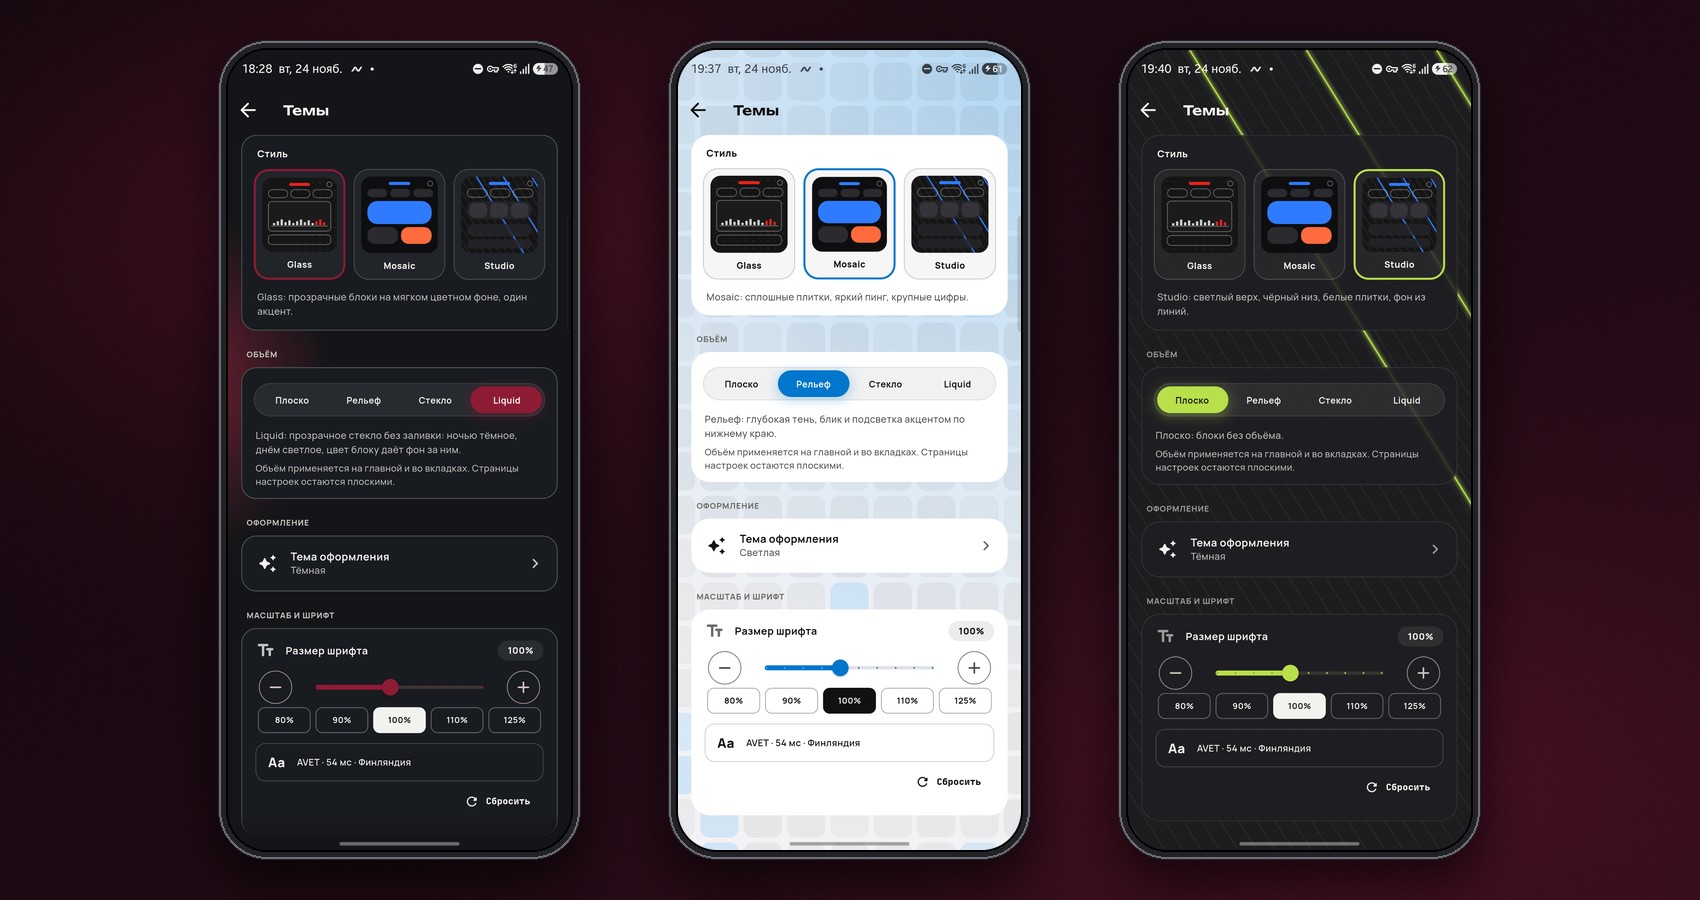 18:28 вт, 24 нояб.
47
Темы
Стиль
Glass
Mosaic
Studio
Glass: прозрачные блоки на мягком цветном фоне, один
акцент.
ОБЪЁМ
Плоско
Рельеф
Стекло
Liquid
Liquid: прозрачное стекло без заливки: ночью тёмное,
днём светлое, цвет блоку даёт фон за ним.
Объём применяется на главной и во вкладках. Страницы
настроек остаются плоскими.
ОФОРМЛЕНИЕ
Тема оформления
Тёмная
МАСШТАБ И ШРИФТ
Размер шрифта
100%
80%
90%
100%
110%
125%
Aa AVET · 54 мс · Финляндия
Сбросить
19:37 вт, 24 нояб.
61
Темы
Стиль
Glass
Mosaic
Studio
Mosaic: сплошные плитки, яркий пинг, крупные цифры.
ОБЪЁМ
Плоско
Рельеф
Стекло
Liquid
Рельеф: глубокая тень, блик и подсветка акцентом по
нижнему краю.
Объём применяется на главной и во вкладках. Страницы
настроек остаются плоскими.
ОФОРМЛЕНИЕ
Тема оформления
Светлая
МАСШТАБ И ШРИФТ
Размер шрифта
100%
80%
90%
100%
110%
125%
Aa AVET · 54 мс · Финляндия
Сбросить
19:40 вт, 24 нояб.
62
Темы
Стиль
Glass
Mosaic
Studio
Studio: светлый верх, чёрный низ, белые плитки, фон из
линий.
ОБЪЁМ
Плоско
Рельеф
Стекло
Liquid
Плоско: блоки без объёма.
Объём применяется на главной и во вкладках. Страницы
настроек остаются плоскими.
ОФОРМЛЕНИЕ
Тема оформления
Тёмная
МАСШТАБ И ШРИФТ
Размер шрифта
100%
80%
90%
100%
110%
125%
Aa AVET · 54 мс · Финляндия
Сбросить